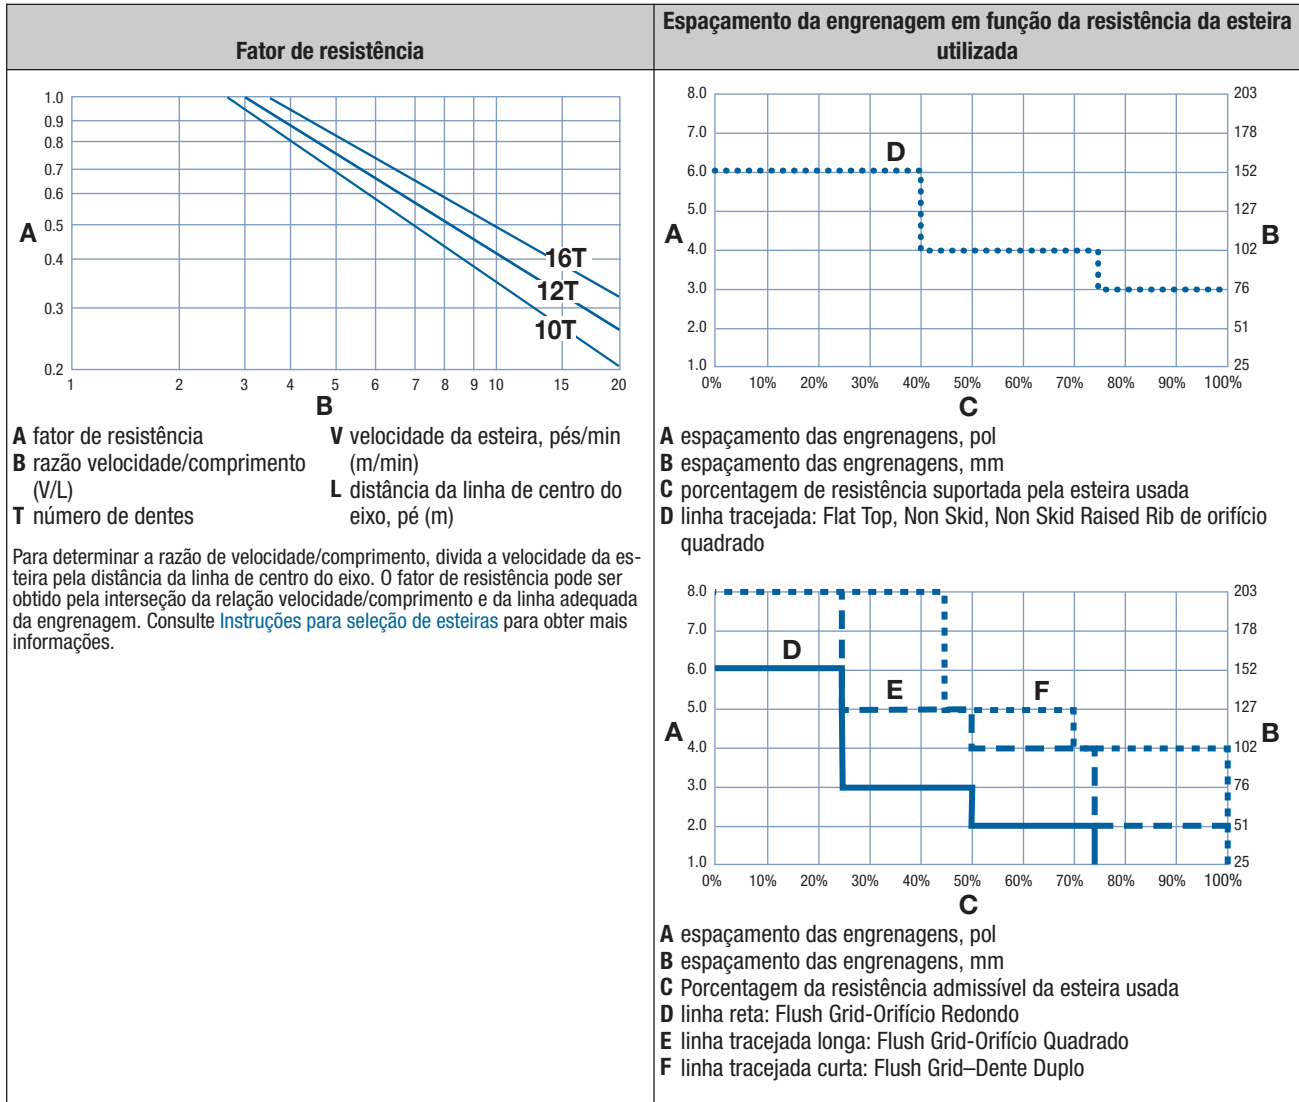 Fator de resistência
1.0
0.9
0.8
0.7
0.6
0.5
0.4
0.3
0.2
A
16T
12T
10T
1 2 3 4 5 6 7 8 9 10 15 20
B
A fator de resistência
B razão velocidade/comprimento
(V/L)
T número de dentes
V velocidade da esteira, pés/min
(m/min)
L distância da linha de centro do
eixo, pé (m)
Para determinar a razão de velocidade/comprimento, divida a velocidade da es-
teira pela distância da linha de centro do eixo. O fator de resistência pode ser
obtido pela interseção da relação velocidade/comprimento e da linha adequada
da engrenagem. Consulte Instruções para seleção de esteiras para obter mais
informações.
Espaçamento da engrenagem em função da resistência da esteira
utilizada
8.0 203
7.0 178
D
6.0 152
5.0 127
A B
4.0 102
3.0 76
2.0 51
1.0 25
0% 10% 20% 30% 40% 50% 60% 70% 80% 90% 100%
C
A espaçamento das engrenagens, pol
B espaçamento das engrenagens, mm
C porcentagem de resistência suportada pela esteira usada
D linha tracejada: Flat Top, Non Skid, Non Skid Raised Rib de orifício
quadrado
8.0 203
7.0 178
D
6.0 152
E F
5.0 127
A B
4.0 102
3.0 76
2.0 51
1.0 25
0% 10% 20% 30% 40% 50% 60% 70% 80% 90% 100%
C
A espaçamento das engrenagens, pol
B espaçamento das engrenagens, mm
C Porcentagem da resistência admissível da esteira usada
D linha reta: Flush Grid-Orifício Redondo
E linha tracejada longa: Flush Grid-Orifício Quadrado
F linha tracejada curta: Flush Grid–Dente Duplo